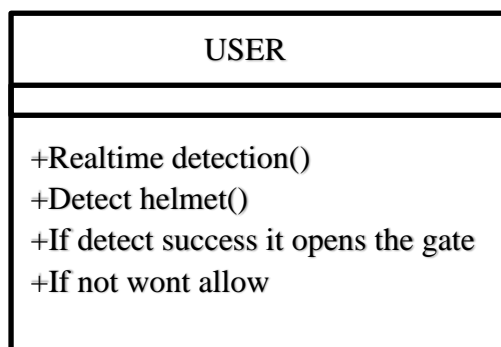 USER
+Realtime detection()
+Detect helmet()
+If detect success it opens the gate
+If not wont allow